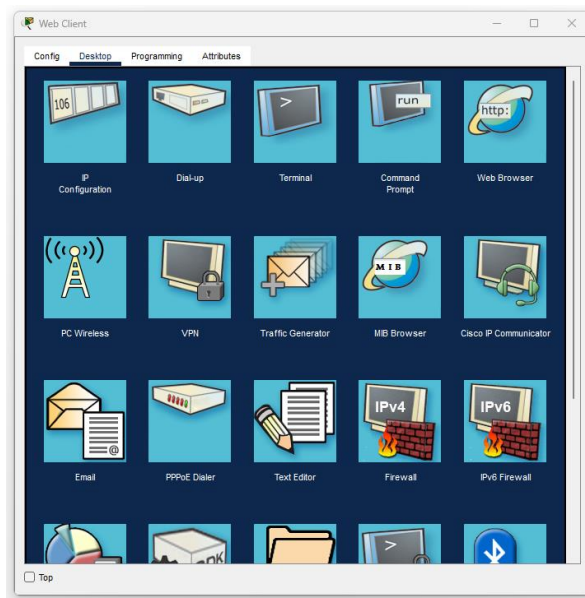 Web Client
Config Desktop Programming Attributes
106
>
run
http:
IP
Configuration
Dial-up
Terminal
Command
Prompt
Web Browser
MIB
PC Wireless
VPN
Traffic Generator
MIB Browser
Cisco IP Communicator
@
IPv4
IPv6
Email
PPPoE Dialer
Text Editor
Firewall
IPv6 Firewall
>
Top